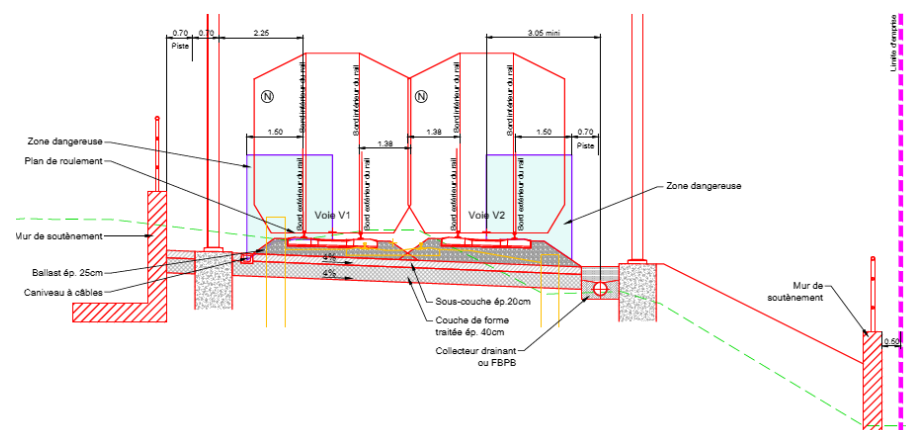 0.70
0.70
Piste
2.25
3.05 mini
Limite d'emprise
Bord intérieur du rail
Bord intérieur du rail
Bord intérieur du rail
Bord intérieur du rail
N
N
1.50
1.38
1.38
1.50
0.70
Piste
Zone dangereuse
Plan de roulement
Zone dangereuse
Bord extérieur du rail
Bord extérieur du rail
Bord extérieur du rail
Bord extérieur du rail
Voie V1
Voie V2
Mur de soutènement
Ballast ép. 25cm
Caniveau à câbles
4%
4%
Sous-couche ép.20cm
Couche de forme
traitée ép. 40cm
Collecteur drainant
ou FBPB
Mur de
soutènement
0.50